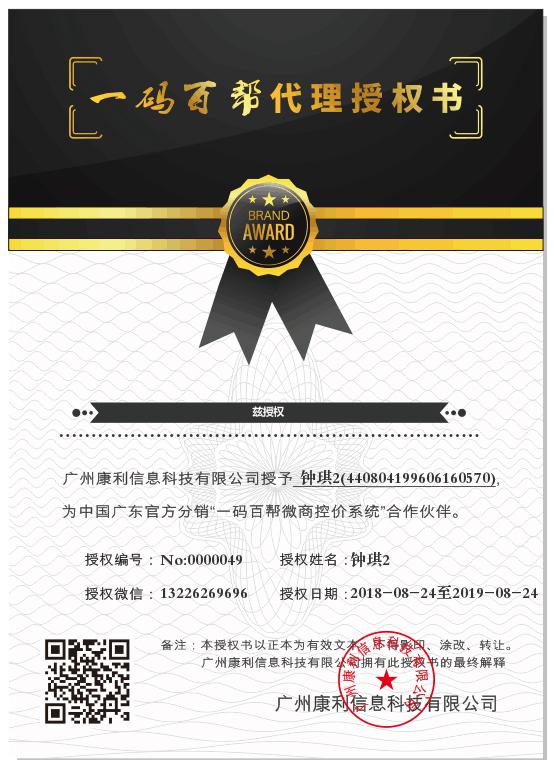 一码百帮代理授权书
BRAND
AWARD
兹授权
广州康利信息科技有限公司授予 钟琪2(440804199606160570),
为中国广东官方分销“一码百帮微商控价系统”合作伙伴。
授权编号： No:0000049 授权姓名：钟琪2
授权微信： 13226269696 授权日期：2018-08-24至2019-08-24
备注：本授权书以正本为有效文本，不得影印、涂改、转让。
广州康利信息科技有限公司拥有此授权书的最终解释
广州康利信息科技有限公司
广州康利信息科技有限公司